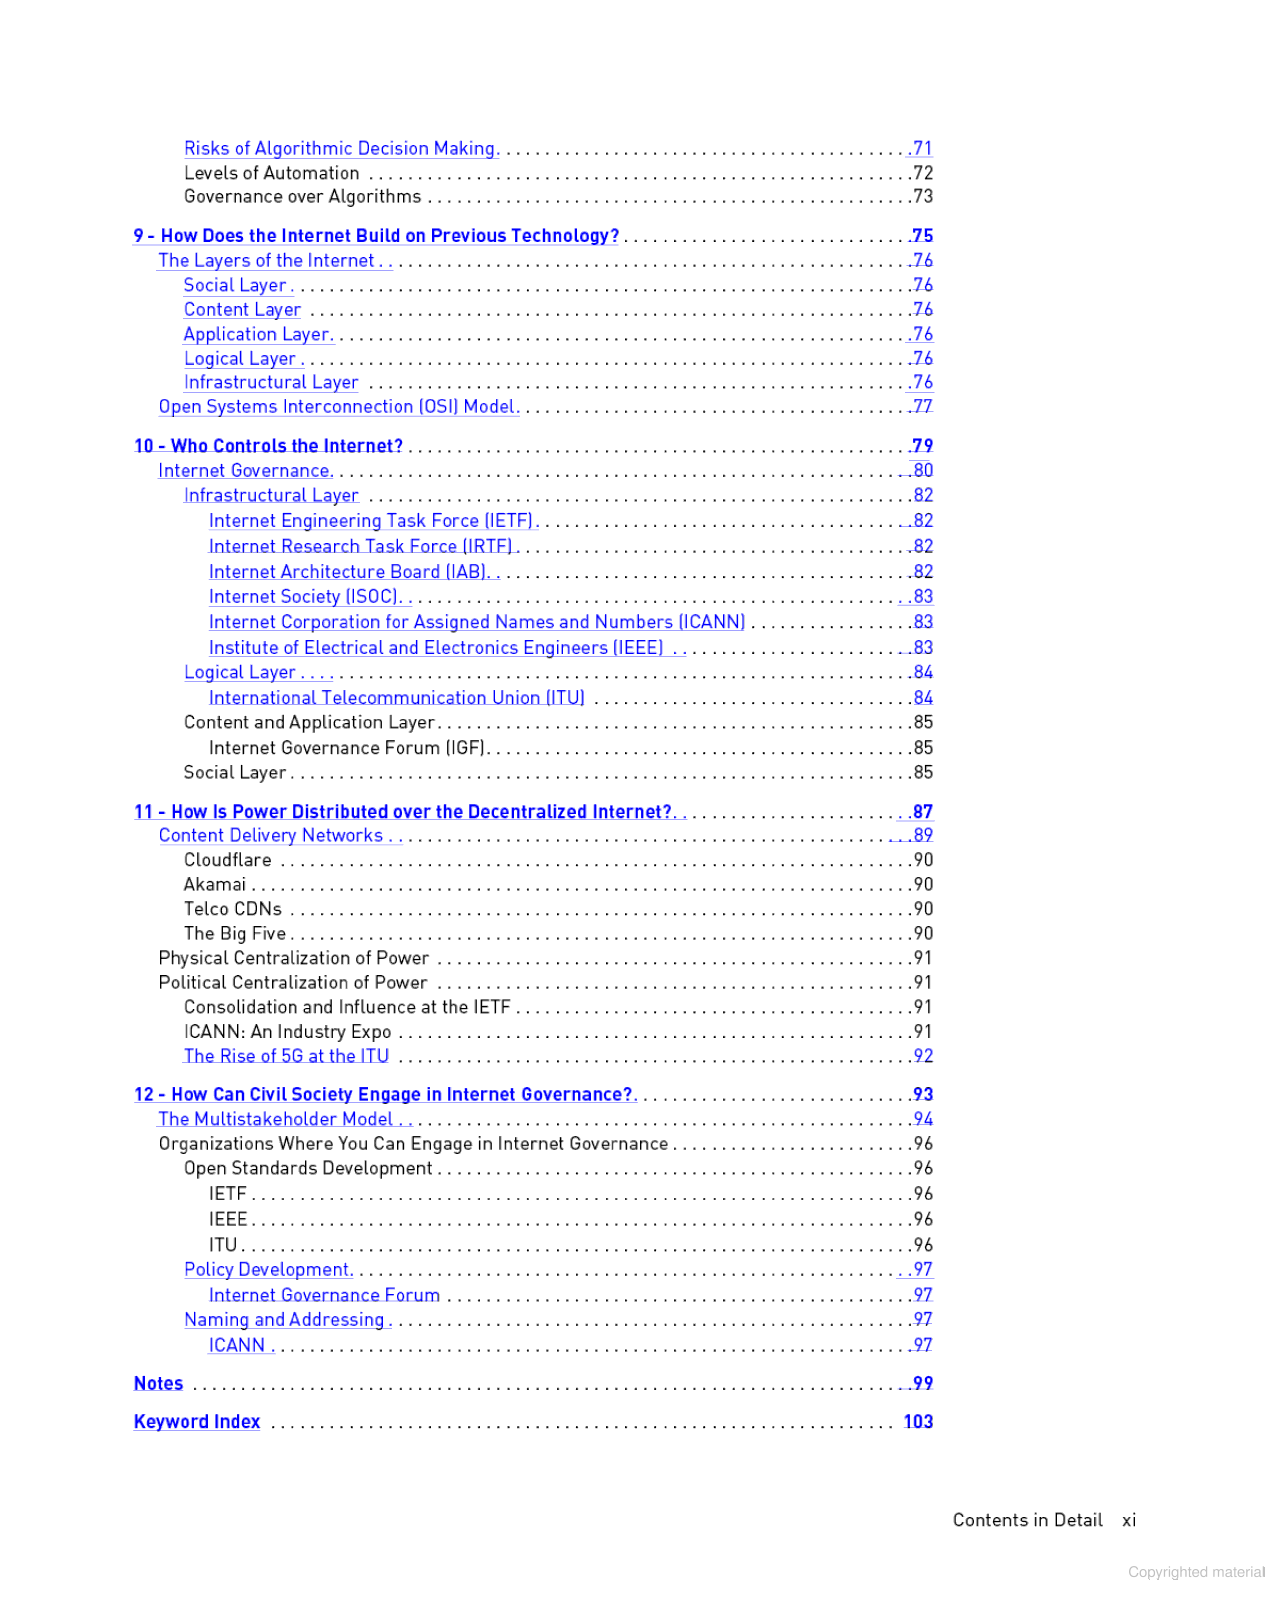 Risks of Algorithmic Decision Making. . . . . . . . . . . . . . . . . . . . .71
Levels of Automation . . . . . . . . . . . . . . . . . . . . .72
Governance over Algorithms . . . . . . . . . . . . . . . . . . . . .73
9 - How Does the Internet Build on Previous Technology? . . . . . . . . . . . . . . . . . . . . .75
The Layers of the Internet . . . . . . . . . . . . . . . . . . . . .76
Social Layer . . . . . . . . . . . . . . . . . . . . .76
Content Layer . . . . . . . . . . . . . . . . . . . . .76
Application Layer. . . . . . . . . . . . . . . . . . . . .76
Logical Layer . . . . . . . . . . . . . . . . . . . . .76
Infrastructural Layer . . . . . . . . . . . . . . . . . . . . .76
Open Systems Interconnection (OSI) Model. . . . . . . . . . . . . . . . . . . . .77
10 - Who Controls the Internet? . . . . . . . . . . . . . . . . . . . . .79
Internet Governance. . . . . . . . . . . . . . . . . . . . .80
Infrastructural Layer . . . . . . . . . . . . . . . . . . . . .82
Internet Engineering Task Force (IETF) . . . . . . . . . . . . . . . . . . . . .82
Internet Research Task Force (IRTF) . . . . . . . . . . . . . . . . . . . . .82
Internet Architecture Board (IAB). . . . . . . . . . . . . . . . . . . . .82
Internet Society (ISOC). . . . . . . . . . . . . . . . . . . . .83
Internet Corporation for Assigned Names and Numbers (ICANN) . . . . . . . . . . . . . . . . .83
Institute of Electrical and Electronics Engineers (IEEE) . . . . . . . . . . . . . . . . . . . . .83
Logical Layer . . . . . . . . . . . . . . . . . . . . .84
International Telecommunication Union (ITU) . . . . . . . . . . . . . . . . . . . . .84
Content and Application Layer. . . . . . . . . . . . . . . . . . . . .85
Internet Governance Forum (IGF). . . . . . . . . . . . . . . . . . . . .85
Social Layer . . . . . . . . . . . . . . . . . . . . .85
11 - How Is Power Distributed over the Decentralized Internet?. . . . . . . . . . . . . . . . . . . . .87
Content Delivery Networks . . . . . . . . . . . . . . . . . . . . .89
Cloudflare . . . . . . . . . . . . . . . . . . . . .90
Akamai . . . . . . . . . . . . . . . . . . . . .90
Telco CDNs . . . . . . . . . . . . . . . . . . . . .90
The Big Five . . . . . . . . . . . . . . . . . . . . .90
Physical Centralization of Power . . . . . . . . . . . . . . . . . . . . .91
Political Centralization of Power . . . . . . . . . . . . . . . . . . . . .91
Consolidation and Influence at the IETF . . . . . . . . . . . . . . . . . . . . .91
ICANN: An Industry Expo . . . . . . . . . . . . . . . . . . . . .91
The Rise of 5G at the ITU . . . . . . . . . . . . . . . . . . . . .92
12 - How Can Civil Society Engage in Internet Governance?. . . . . . . . . . . . . . . . . . . . .93
The Multistakeholder Model . . . . . . . . . . . . . . . . . . . . .94
Organizations Where You Can Engage in Internet Governance . . . . . . . . . . . . . . . . . . . . .96
Open Standards Development . . . . . . . . . . . . . . . . . . . . .96
IETF . . . . . . . . . . . . . . . . . . . . .96
IEEE . . . . . . . . . . . . . . . . . . . . .96
ITU . . . . . . . . . . . . . . . . . . . . .96
Policy Development. . . . . . . . . . . . . . . . . . . . .97
Internet Governance Forum . . . . . . . . . . . . . . . . . . . . .97
Naming and Addressing . . . . . . . . . . . . . . . . . . . . .97
ICANN . . . . . . . . . . . . . . . . . . . . .97
Notes . . . . . . . . . . . . . . . . . . . . .99
Keyword Index . . . . . . . . . . . . . . . . . . . . . 103
Contents in Detail xi
Copyrighted material